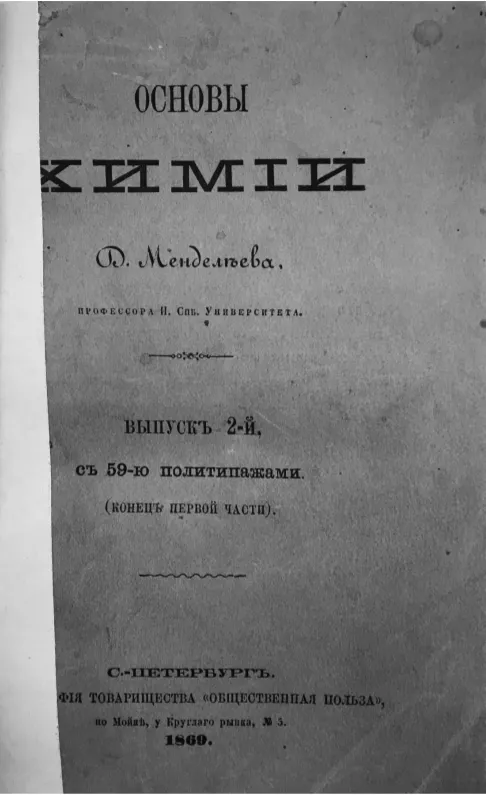 ОСНОВЫ
ХИМІИ
Д. Менделѣева,
ПРОФЕССОРА И. СПБ. УНИВЕРСИТЕТА.
ВЫПУСКЪ 2-Й,
СЪ 59-Ю ПОЛИТИПАЖАМИ.
(КОНЕЦЪ ПЕРВОЙ ЧАСТИ).
С.-ПЕТЕРБУРГЪ.
ФІЯ ТОВАРИЩЕСТВА «ОБЩЕСТВЕННАЯ ПОЛЬЗА»,
по Мойкѣ, у Круглаго рынка, № 5.
1869.